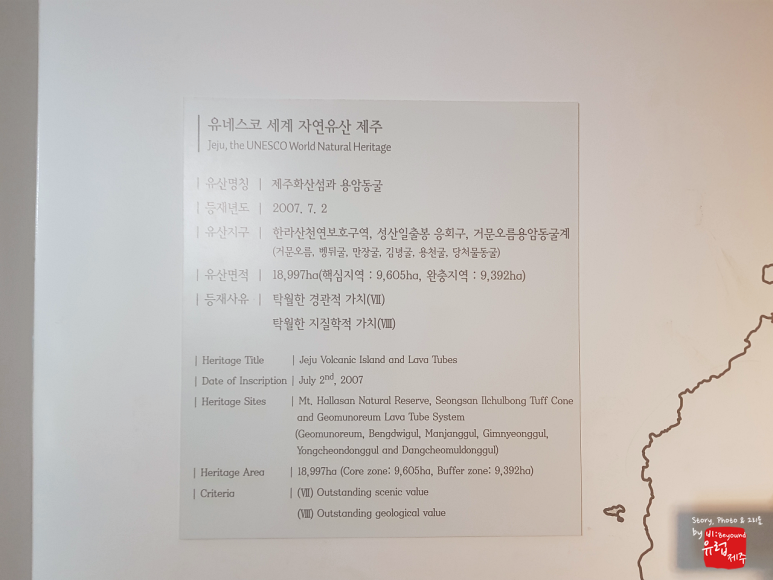 유네스코 세계 자연유산 제주
Jeju, the UNESCO World Natural Heritage
유산명칭 | 제주화산섬과 용암동굴
등재년도 | 2007. 7. 2
유산지구 | 한라산천연보호구역, 성산일출봉 응회구, 거문오름용암동굴계
(거문오름, 벵뒤굴, 만장굴, 김녕굴, 용천굴, 당처물동굴)
유산면적 | 18,997ha(핵심지역 : 9,605ha, 완충지역 : 9,392ha)
등재사유 | 탁월한 경관적 가치(Ⅶ)
탁월한 지질학적 가치(Ⅷ)
| Heritage Title | Jeju Volcanic Island and Lava Tubes
| Date of Inscription | July 2nd, 2007
| Heritage Sites | Mt. Hallasan Natural Reserve, Seongsan Ilchulbong Tuff Cone
and Geomunoreum Lava Tube System
(Geomunoreum, Bengdwigul, Manjanggul, Gimnyeonggul,
Yongcheondonggul and Dangcheomuldonggul)
| Heritage Area | 18,997ha (Core zone: 9,605ha, Buffer zone: 9,392ha)
| Criteria | (Ⅶ) Outstanding scenic value
(Ⅷ) Outstanding geological value
Story, Photo & 그리움
by 비:Beyound
유럽
제주